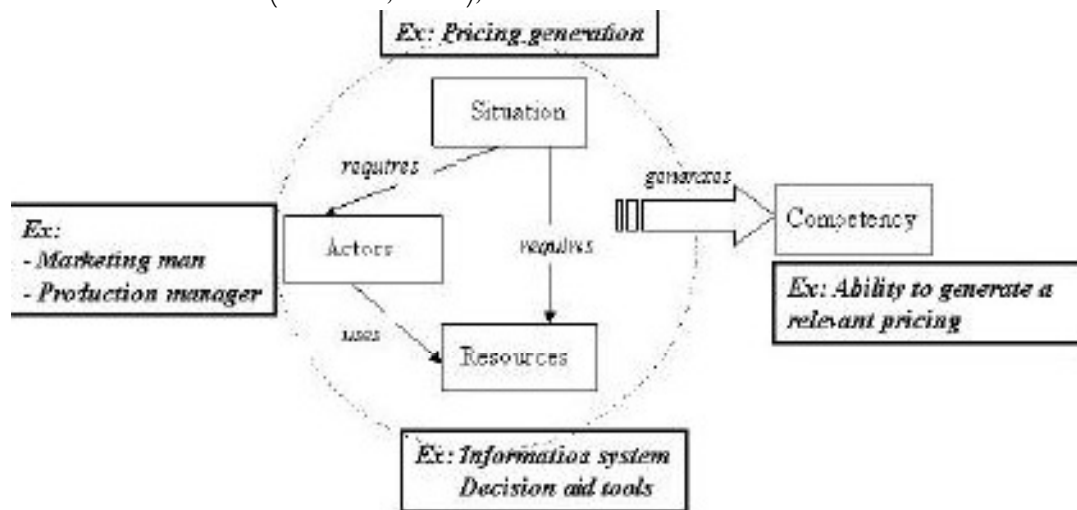 Ex: Pricing generation
Situation
requires
generates
Competency
Ex:
- Marketing man
- Production manager
Actors
requires
Ex: Ability to generate a
relevant pricing
uses
Resources
Ex: Information system
Decision aid tools